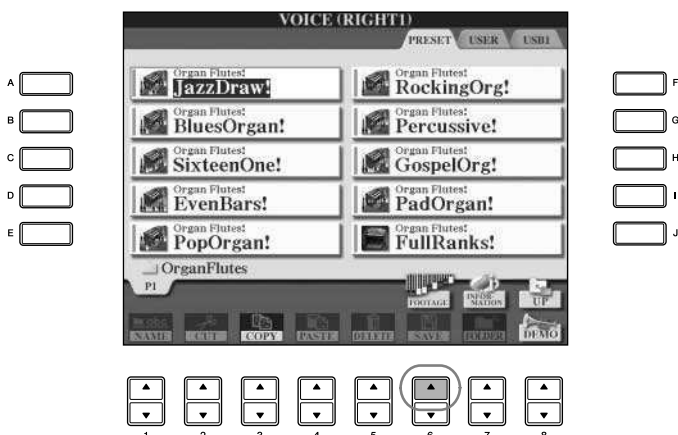 VOICE (RIGHT1)
PRESET USER USB1
A
Organ Flutes!
JazzDraw!
Organ Flutes!
RockingOrg!
F
B
Organ Flutes!
BluesOrgan!
Organ Flutes!
Percussive!
G
C
Organ Flutes!
SixteenOne!
Organ Flutes!
GospelOrg!
H
D
Organ Flutes!
EvenBars!
Organ Flutes!
PadOrgan!
I
E
Organ Flutes!
PopOrgan!
Organ Flutes!
FullRanks!
J
OrganFlutes
P1
FOOTAGE INFOR-
MATION UP
NAME CUT COPY PASTE DELETE SAVE FOLDER DEMO
1 2 3 4 5 6 7 8